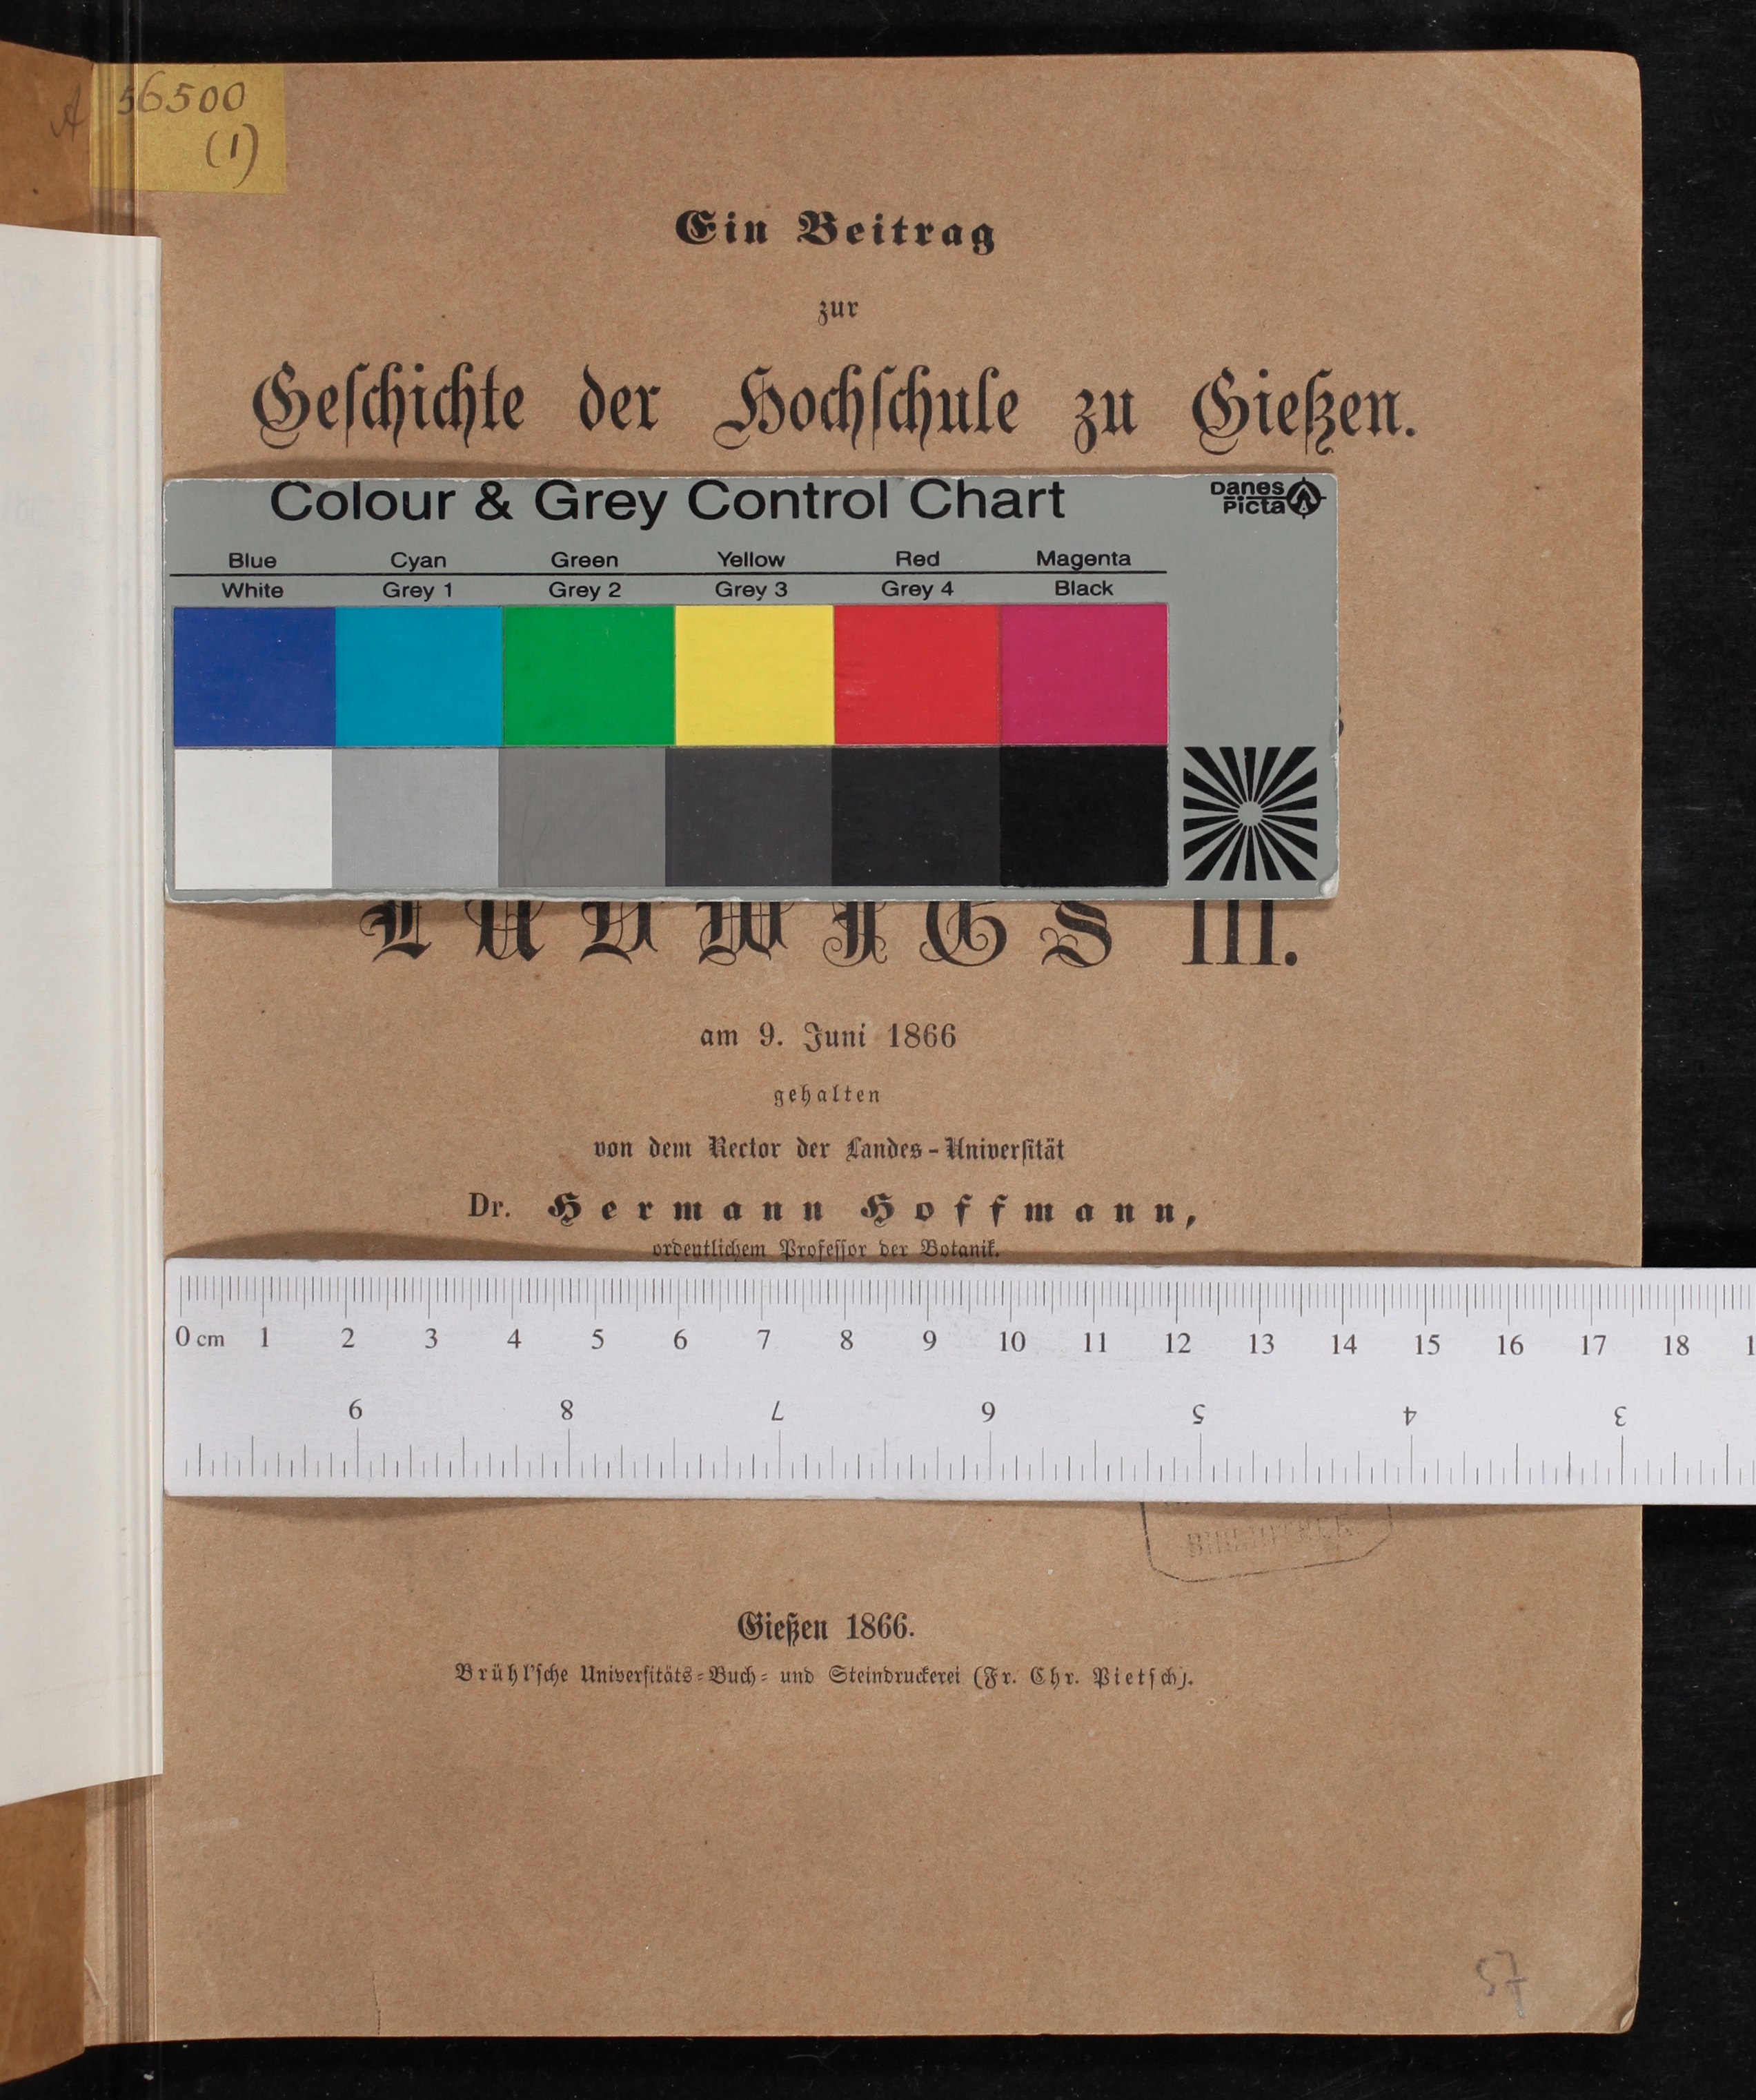 A 56500
(1)
Ein Beitrag
zur
Geſchichte der Hochſchule zu Gießen.
Colour & Grey Control Chart
Danes
Picta
Blue Cyan Green Yellow Red Magenta
White Grey 1 Grey 2 Grey 3 Grey 4 Black
LUDWIGS III.
am 9. Juni 1866
gehalten
von dem Rector der Landes-Univerſität
Dr. Hermann Hoffmann,
ordentlichem Profeſſor der Botanik.
0 cm 1 2 3 4 5 6 7 8 9 10 11 12 13 14 15 16 17 18
9 8 7 6 5 4 3
BIBLIOTHEK
Gießen 1866.
Brühl'ſche Univerſitäts-Buch- und Steindruckerei (Fr. Chr. Pietſch).
57